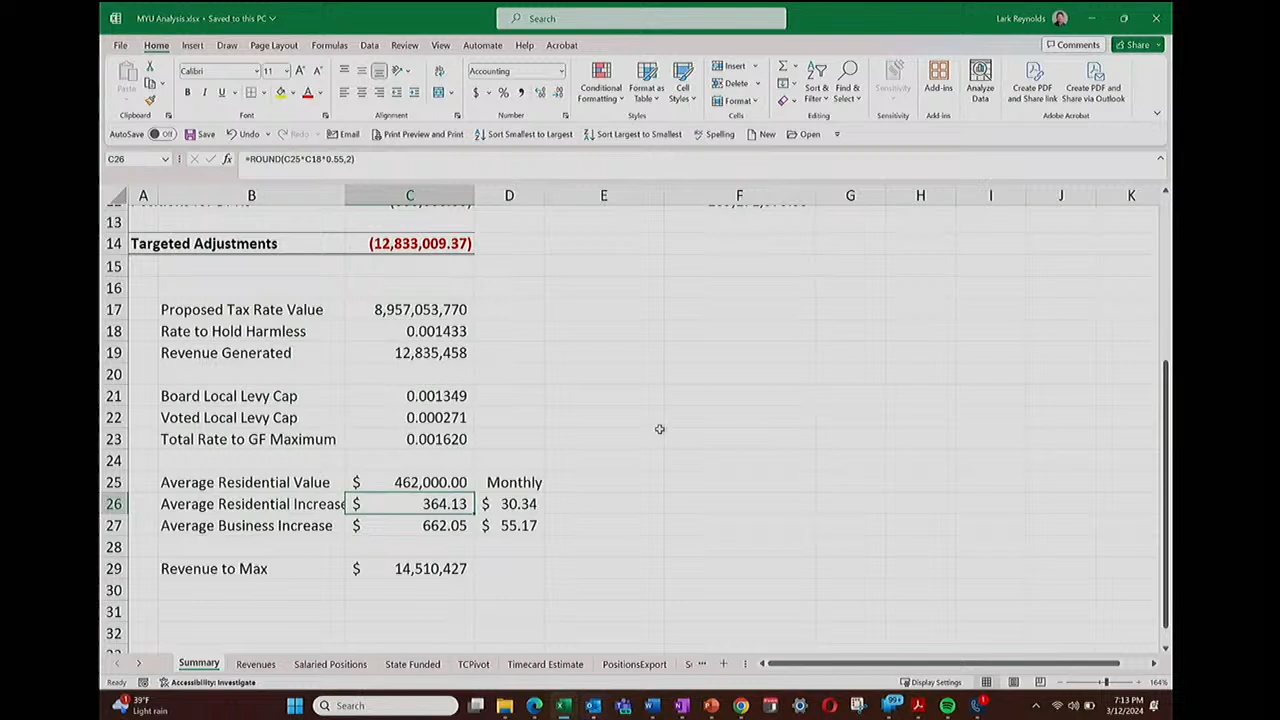 MYU Analysis.xlsx • Saved to this PC
Search
Lark Reynolds
File Home Insert Draw Page Layout Formulas Data Review View Automate Help Acrobat
Comments Share
Paste
Calibri 11
Accounting
Conditional Formatting
Format as Table
Cell Styles
Insert
Delete
Format
Sort & Filter
Find & Select
Sensitivity
Add-ins
Analyze Data
Create PDF and Share link
Create PDF and Share via Outlook
Clipboard Font Alignment Number Styles Cells Editing Sensitivity Add-ins Adobe Acrobat
AutoSave Off Save Undo Redo Email Print Preview and Print Sort Smallest to Largest Sort Largest to Smallest Spelling New Open
C26 fx =ROUND(C25*C18*0.55,2)
A B C D E F G H I J K
13
14 Targeted Adjustments (12,833,009.37)
15
16
17 Proposed Tax Rate Value 8,957,053,770
18 Rate to Hold Harmless 0.001433
19 Revenue Generated 12,835,458
20
21 Board Local Levy Cap 0.001349
22 Voted Local Levy Cap 0.000271
23 Total Rate to GF Maximum 0.001620
24
25 Average Residential Value $ 462,000.00 Monthly
26 Average Residential Increase $ 364.13 $ 30.34
27 Average Business Increase $ 662.05 $ 55.17
28
29 Revenue to Max $ 14,510,427
30
31
32
Summary Revenues Salaried Positions State Funded TCPivot Timecard Estimate PositionsExport
Ready Accessibility: Investigate Display Settings 164%
39°F
Light rain
Search
99+
7:13 PM
3/12/2024